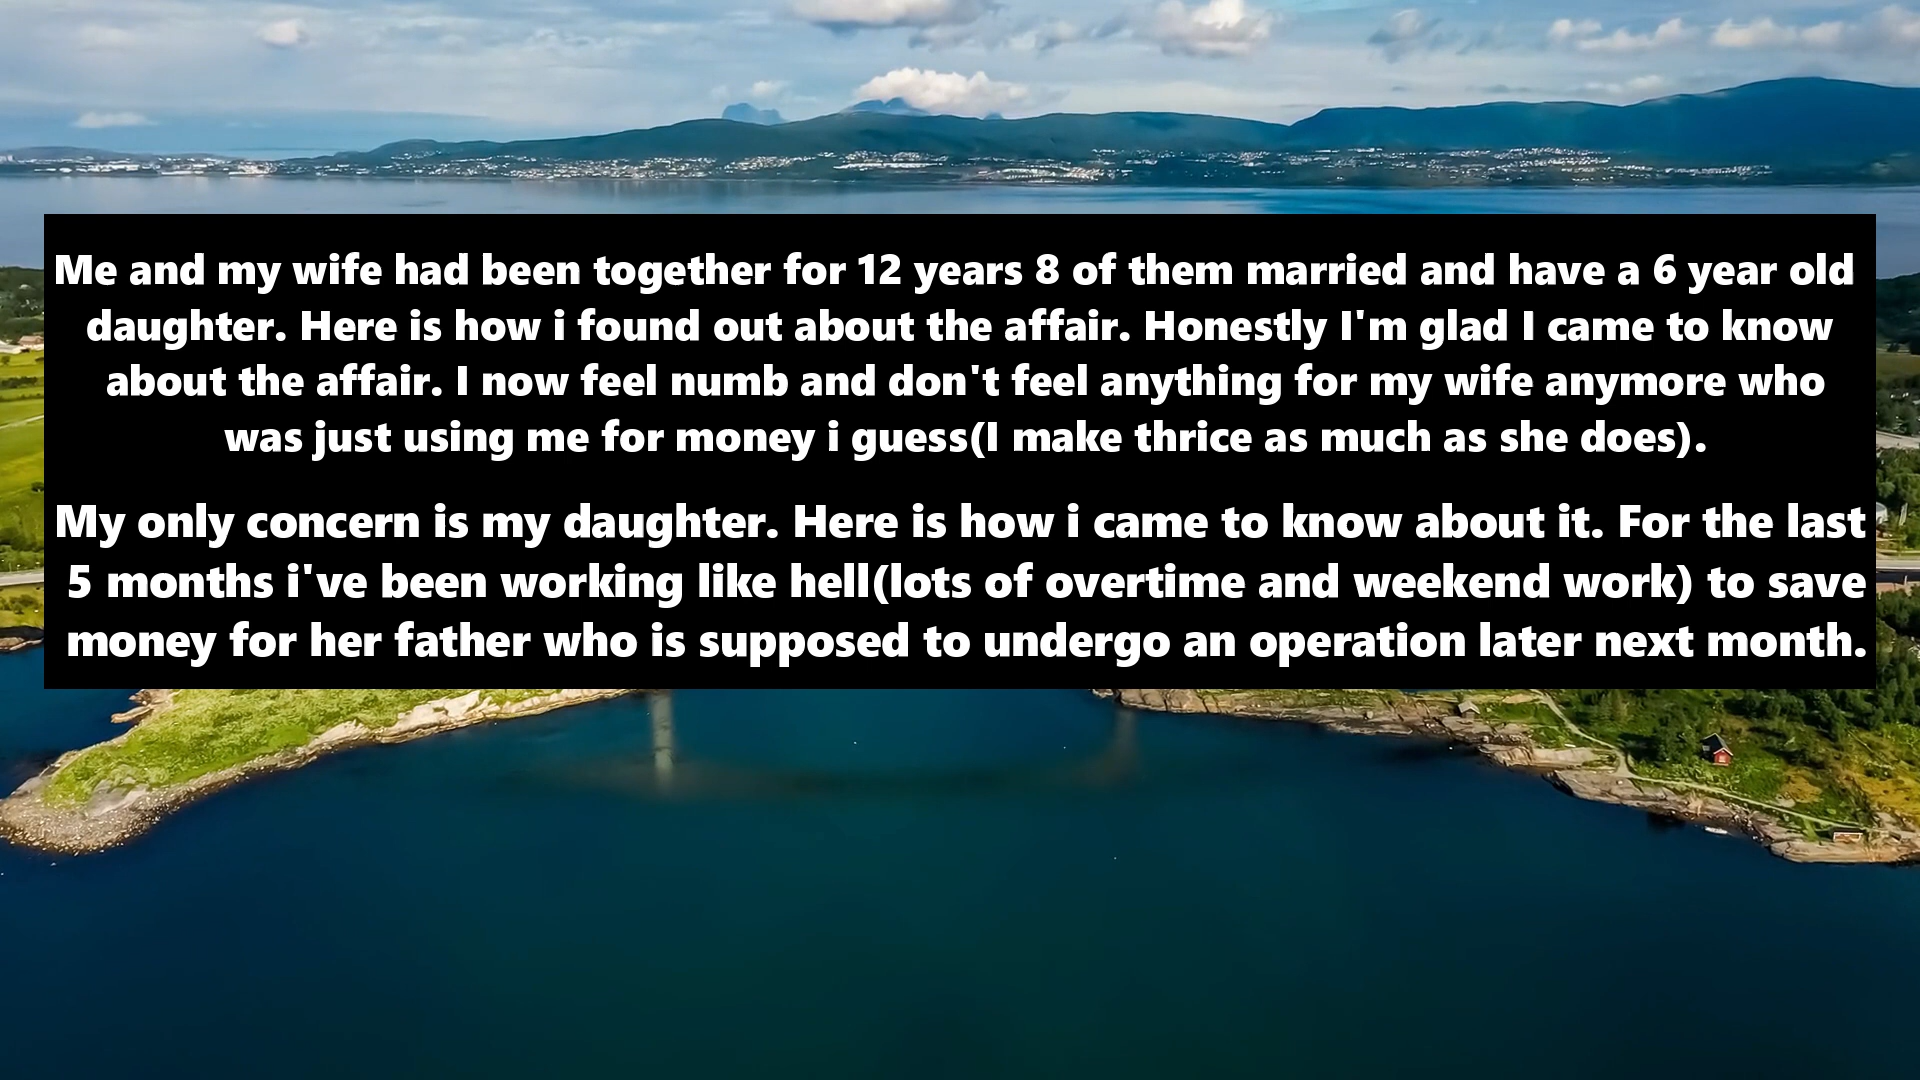 Me and my wife had been together for 12 years 8 of them married and have a 6 year old
daughter. Here is how i found out about the affair. Honestly I'm glad I came to know
about the affair. I now feel numb and don't feel anything for my wife anymore who
was just using me for money i guess(I make thrice as much as she does).
My only concern is my daughter. Here is how i came to know about it. For the last
5 months i've been working like hell(lots of overtime and weekend work) to save
money for her father who is supposed to undergo an operation later next month.